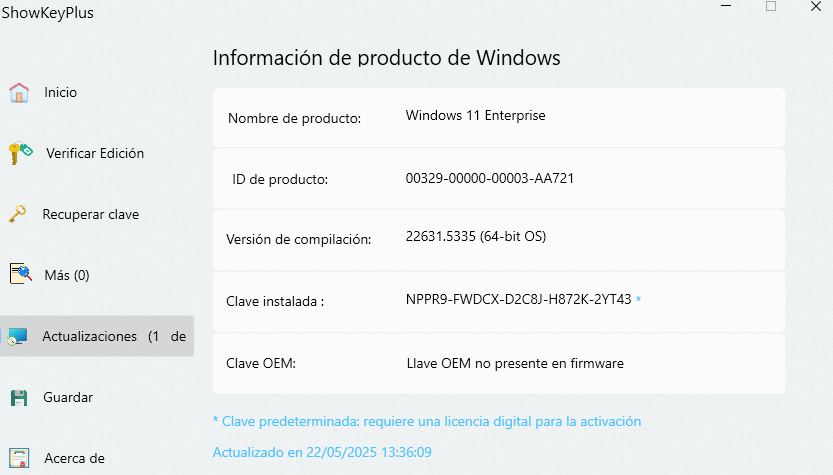 ShowKeyPlus
Información de producto de Windows
Inicio
Verificar Edición
Recuperar clave
Más (0)
Actualizaciones (1 de
Guardar
Acerca de
Nombre de producto: Windows 11 Enterprise
ID de producto: 00329-00000-00003-AA721
Versión de compilación: 22631.5335 (64-bit OS)
Clave instalada : NPPR9-FWDCX-D2C8J-H872K-2YT43 *
Clave OEM: Llave OEM no presente en firmware
* Clave predeterminada: requiere una licencia digital para la activación
Actualizado en 22/05/2025 13:36:09